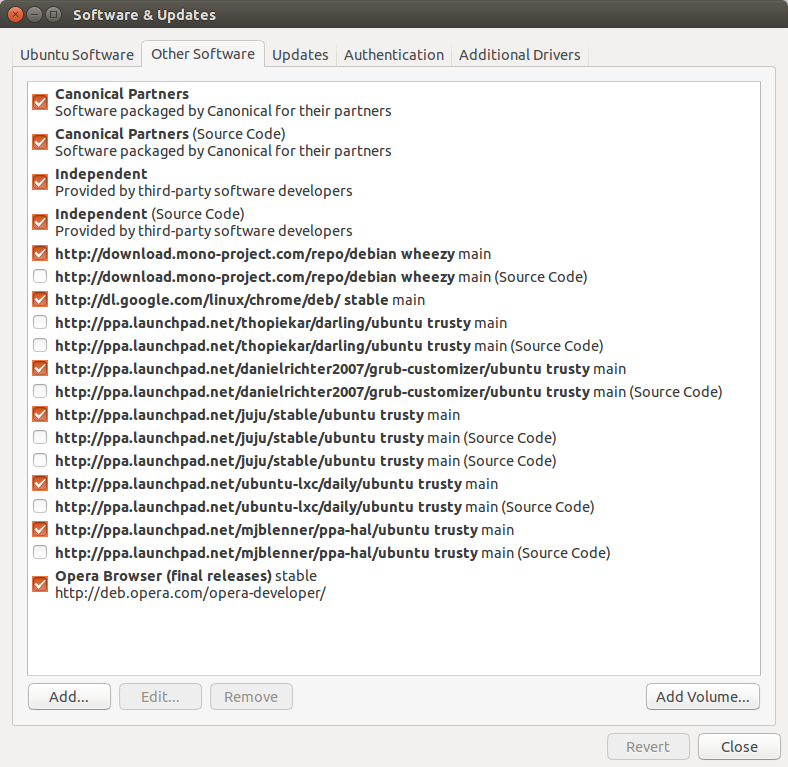 Software & Updates
Ubuntu Software
Other Software
Updates
Authentication
Additional Drivers
Canonical Partners
Software packaged by Canonical for their partners
Canonical Partners (Source Code)
Software packaged by Canonical for their partners
Independent
Provided by third-party software developers
Independent (Source Code)
Provided by third-party software developers
http://download.mono-project.com/repo/debian wheezy main
http://download.mono-project.com/repo/debian wheezy main (Source Code)
http://dl.google.com/linux/chrome/deb/ stable main
http://ppa.launchpad.net/thopiekar/darling/ubuntu trusty main
http://ppa.launchpad.net/thopiekar/darling/ubuntu trusty main (Source Code)
http://ppa.launchpad.net/danielrichter2007/grub-customizer/ubuntu trusty main
http://ppa.launchpad.net/danielrichter2007/grub-customizer/ubuntu trusty main (Source Code)
http://ppa.launchpad.net/juju/stable/ubuntu trusty main
http://ppa.launchpad.net/juju/stable/ubuntu trusty main (Source Code)
http://ppa.launchpad.net/juju/stable/ubuntu trusty main (Source Code)
http://ppa.launchpad.net/ubuntu-lxc/daily/ubuntu trusty main
http://ppa.launchpad.net/ubuntu-lxc/daily/ubuntu trusty main (Source Code)
http://ppa.launchpad.net/mjblenner/ppa-hal/ubuntu trusty main
http://ppa.launchpad.net/mjblenner/ppa-hal/ubuntu trusty main (Source Code)
Opera Browser (final releases) stable
http://deb.opera.com/opera-developer/
Add...
Edit...
Remove
Add Volume...
Revert
Close